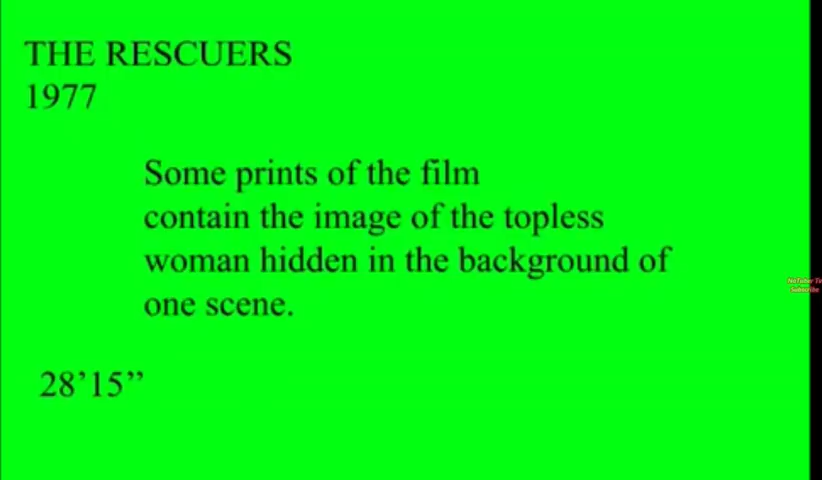 THE RESCUERS
1977
Some prints of the film
contain the image of the topless
woman hidden in the background of
one scene.
28’15”
Subscribe